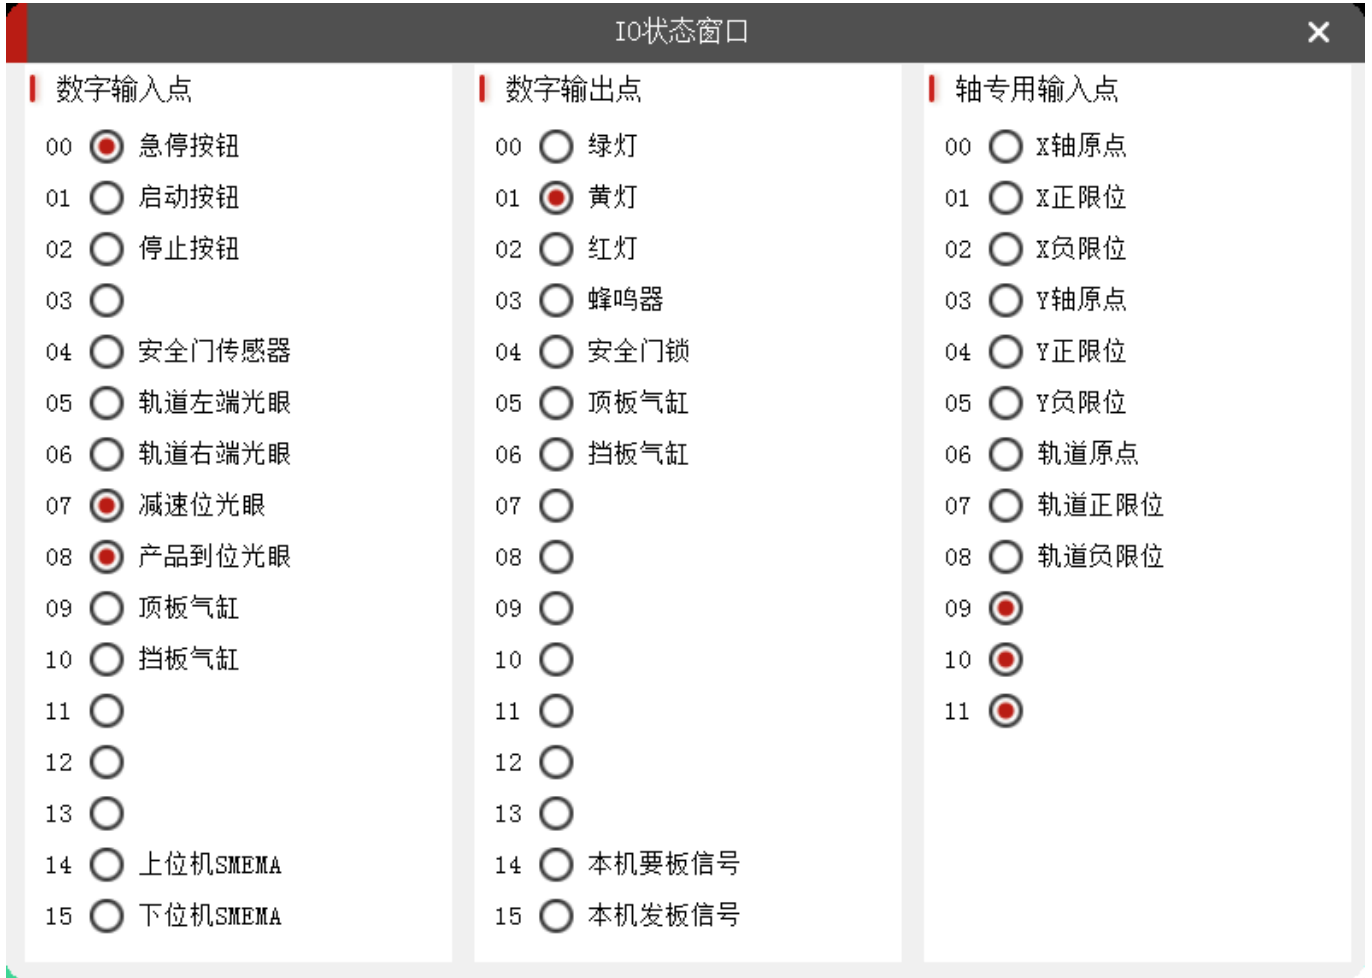 IO状态窗口
数字输入点
00 急停按钮
01 启动按钮
02 停止按钮
03
04 安全门传感器
05 轨道左端光眼
06 轨道右端光眼
07 减速位光眼
08 产品到位光眼
09 顶板气缸
10 挡板气缸
11
12
13
14 上位机SMEMA
15 下位机SMEMA
数字输出点
00 绿灯
01 黄灯
02 红灯
03 蜂鸣器
04 安全门锁
05 顶板气缸
06 挡板气缸
07
08
09
10
11
12
13
14 本机要板信号
15 本机发板信号
轴专用输入点
00 X轴原点
01 X正限位
02 X负限位
03 Y轴原点
04 Y正限位
05 Y负限位
06 轨道原点
07 轨道正限位
08 轨道负限位
09
10
11